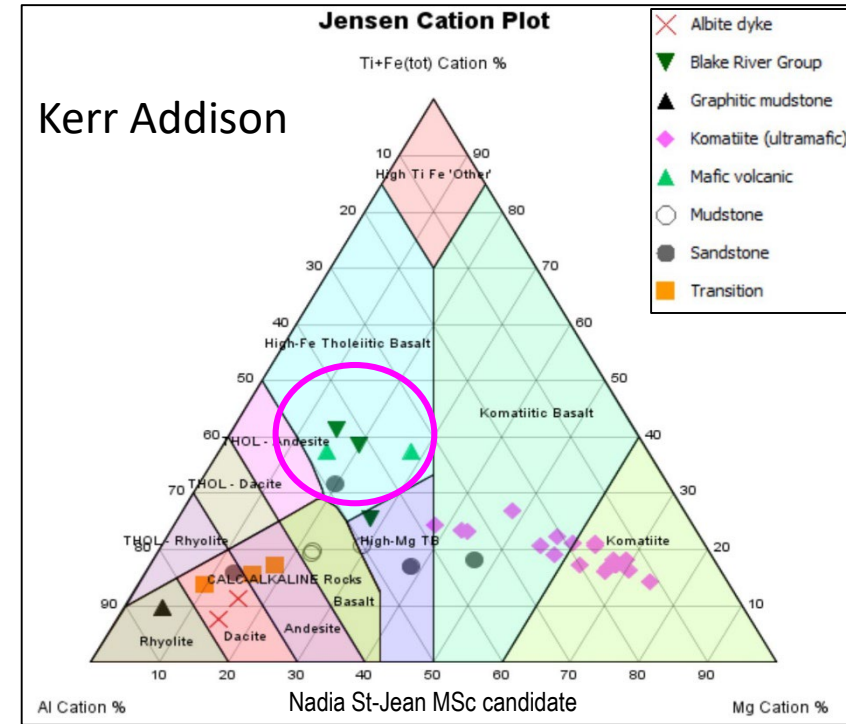 Jensen Cation Plot
Ti+Fe(tot) Cation %
Kerr Addison
Albite dyke
Blake River Group
Graphitic mudstone
Komatiite (ultramafic)
Mafic volcanic
Mudstone
Sandstone
Transition
10 90
High Ti Fe 'Other'
20 80
30 70
40 60
High-Fe Tholeiitic Basalt
50 50
Komatiitic Basalt
60 40
THOL - Andesite
THOL - Dacite
70 30
THOL - Rhyolite High-Mg TB Komatiite
80 20
CALC-ALKALINE Rocks
Basalt
90 10
Rhyolite Dacite Andesite
10 20 30 40 50 60 70 80 90
Al Cation % Nadia St-Jean MSc candidate Mg Cation %